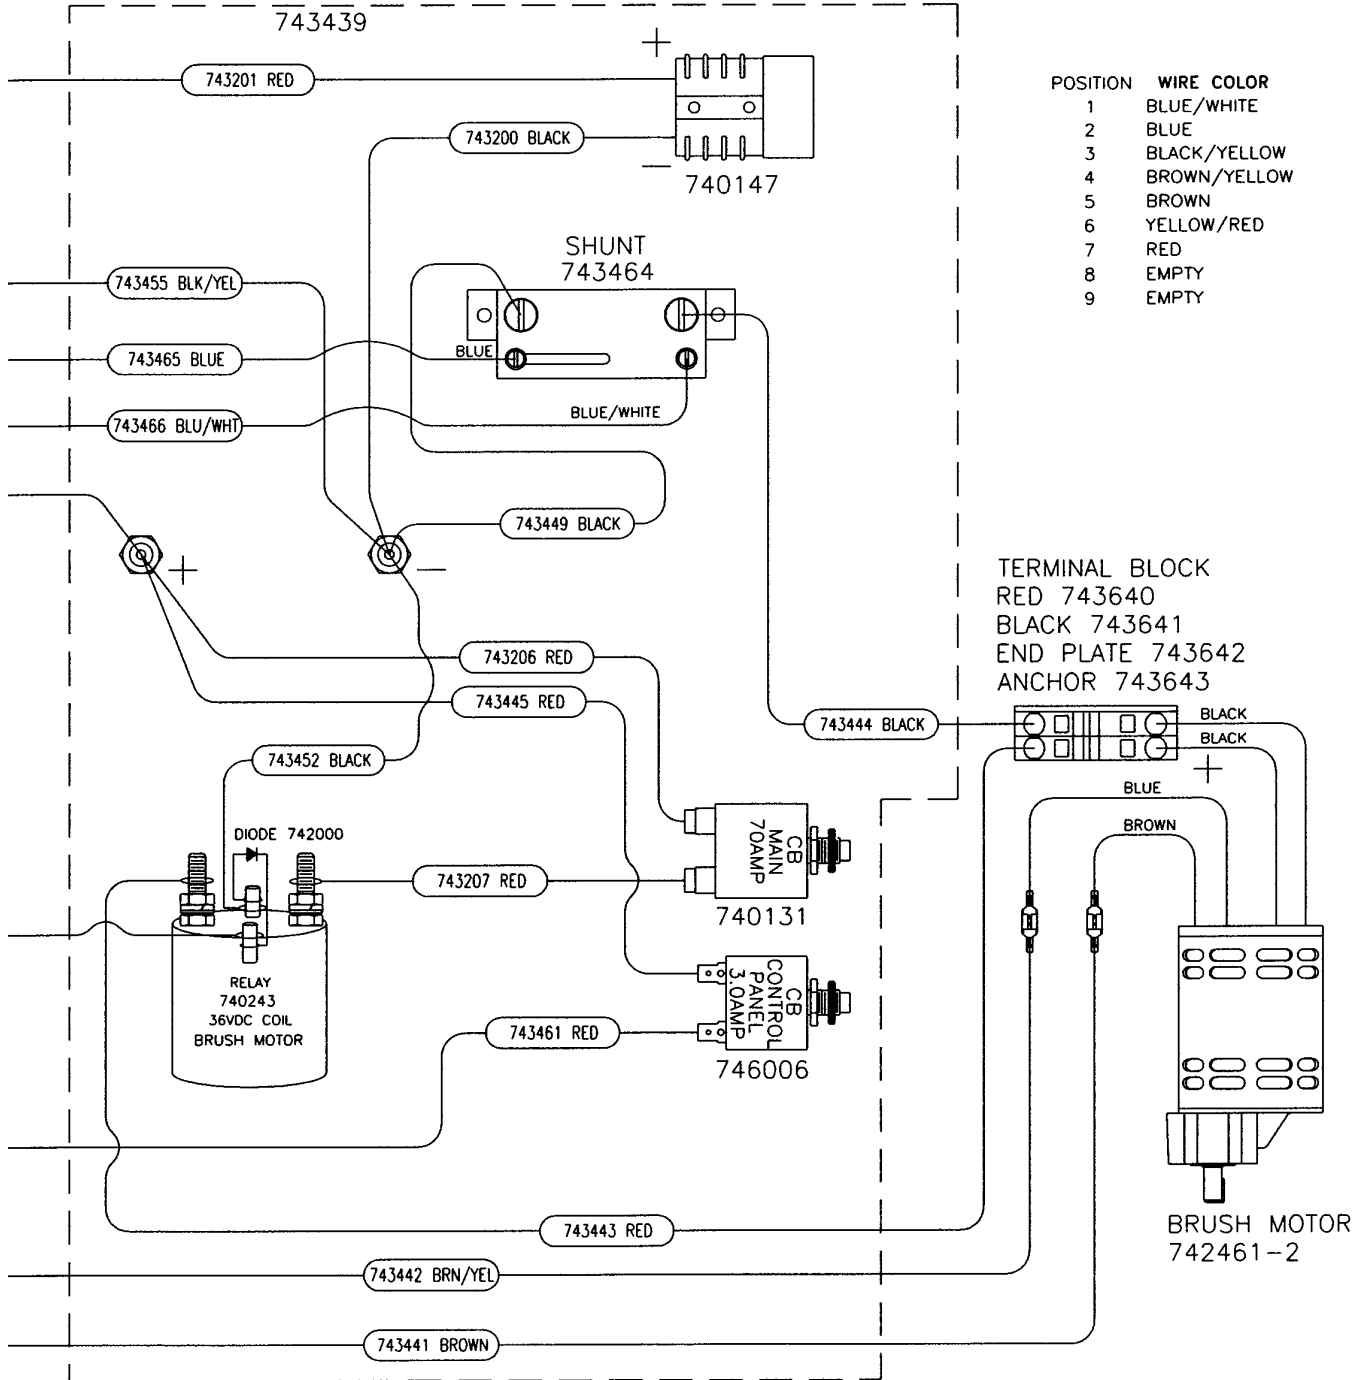 743439
+
743201 RED
743200 BLACK
−
740147
POSITION WIRE COLOR
1 BLUE/WHITE
2 BLUE
3 BLACK/YELLOW
4 BROWN/YELLOW
5 BROWN
6 YELLOW/RED
7 RED
8 EMPTY
9 EMPTY
SHUNT
743464
743455 BLK/YEL
743465 BLUE
BLUE
743466 BLU/WHT
BLUE/WHITE
743449 BLACK
+
−
TERMINAL BLOCK
RED 743640
BLACK 743641
END PLATE 743642
ANCHOR 743643
743206 RED
743445 RED
743444 BLACK
BLACK
BLACK
+
743452 BLACK
BLUE
BROWN
DIODE 742000
743207 RED
CB
MAIN
70AMP
740131
RELAY
740243
36VDC COIL
BRUSH MOTOR
CB
CONTROL
PANEL
3.0AMP
746006
743461 RED
743443 RED
BRUSH MOTOR
742461-2
743442 BRN/YEL
743441 BROWN